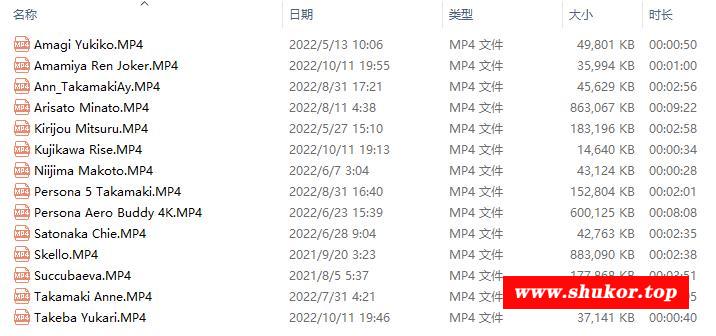 名称 日期 类型 大小 时长
Amagi Yukiko.MP4 2022/5/13 10:06 MP4 文件 49,801 KB 00:00:50
Amamiya Ren Joker.MP4 2022/10/11 19:55 MP4 文件 35,994 KB 00:01:00
Ann_TakamakiAy.MP4 2022/8/31 17:21 MP4 文件 45,629 KB 00:02:56
Arisato Minato.MP4 2022/8/11 4:38 MP4 文件 863,067 KB 00:09:22
Kirijou Mitsuru.MP4 2022/5/27 15:10 MP4 文件 183,196 KB 00:02:58
Kujikawa Rise.MP4 2022/10/11 19:13 MP4 文件 14,640 KB 00:00:34
Niijima Makoto.MP4 2022/6/7 3:04 MP4 文件 43,124 KB 00:00:28
Persona 5 Takamaki.MP4 2022/8/31 16:40 MP4 文件 152,804 KB 00:02:01
Persona Aero Buddy 4K.MP4 2022/6/23 15:39 MP4 文件 600,125 KB 00:08:08
Satonaka Chie.MP4 2022/6/28 9:04 MP4 文件 42,763 KB 00:02:35
Skello.MP4 2021/9/20 3:23 MP4 文件 883,090 KB 00:02:38
Succubaeva.MP4 2021/8/5 5:37 MP4 文件 177,868 KB 00:03:51
Takamaki Anne.MP4 2022/7/31 4:21 MP4 文件
www.shukor.top
Takeba Yukari.MP4 2022/10/11 19:46 MP4 文件 37,141 KB 00:00:40